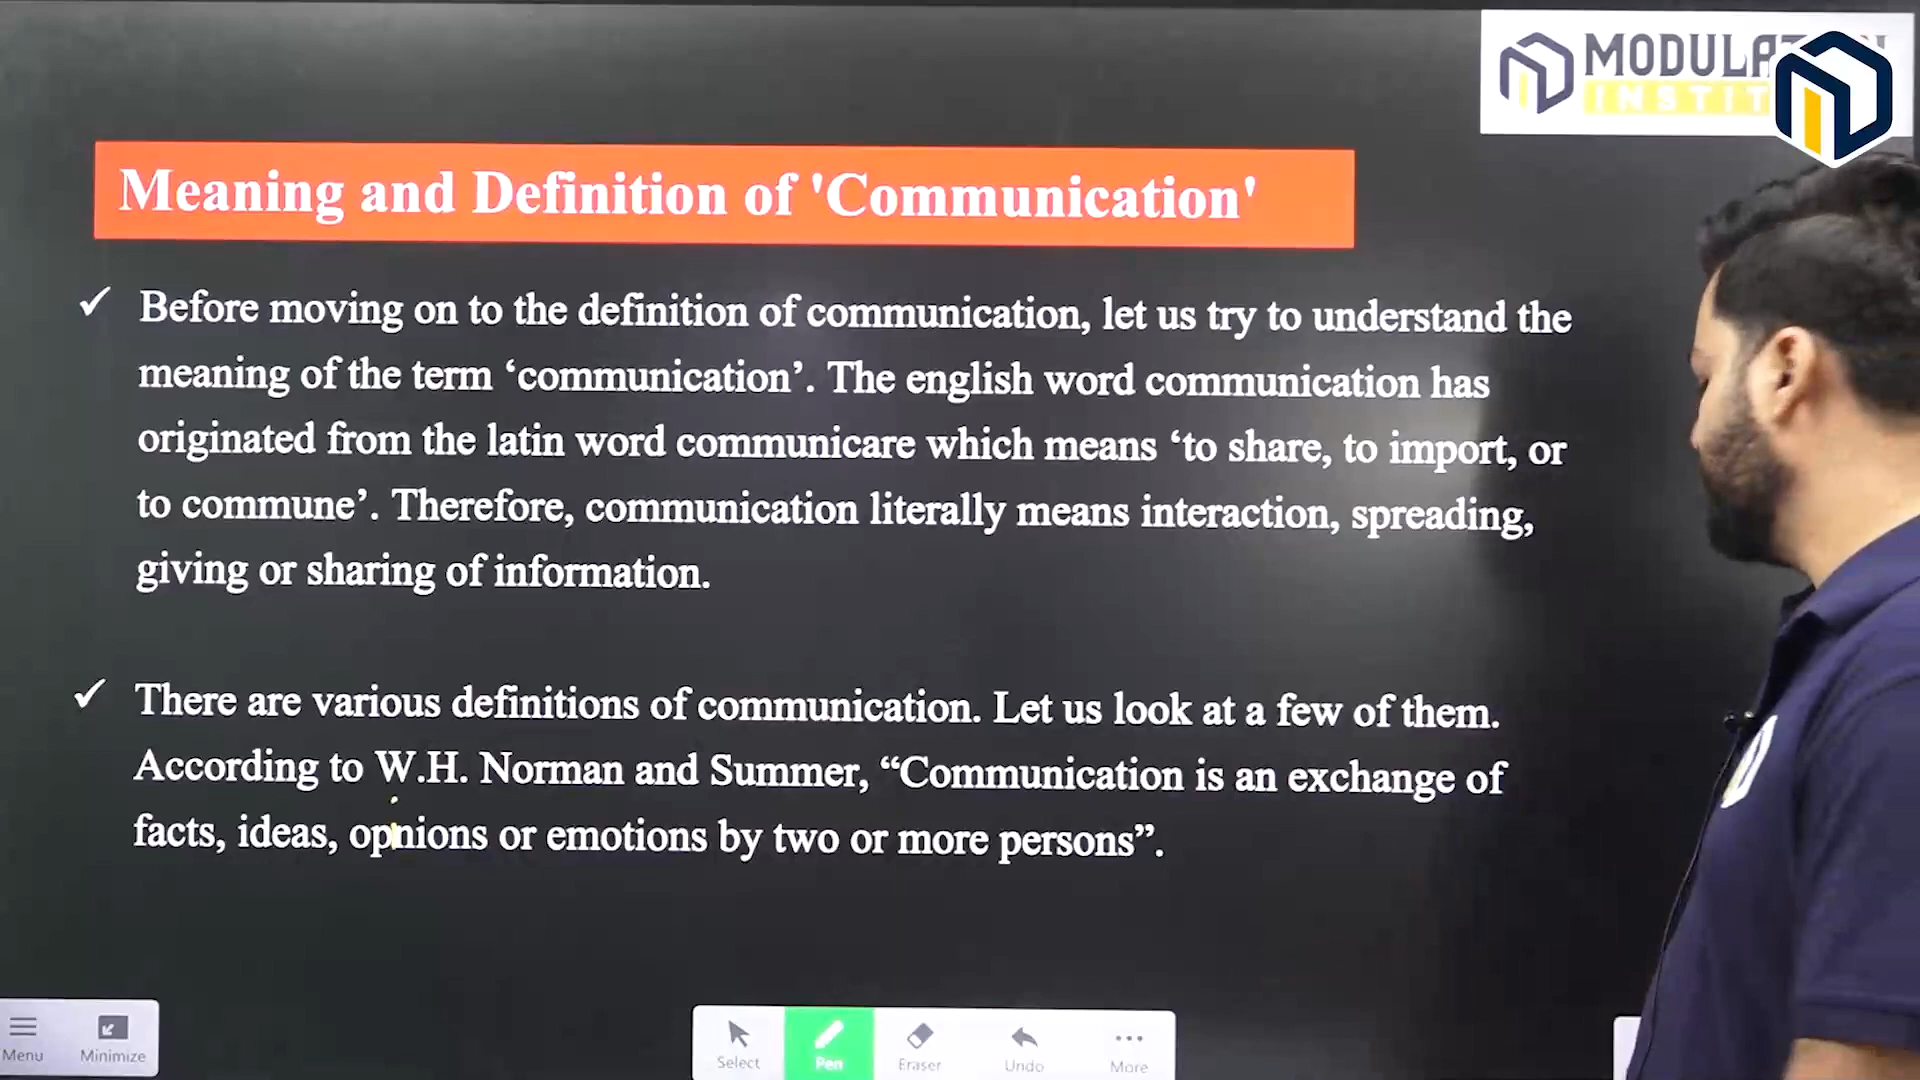 MODULA
INSTIT
Meaning and Definition of 'Communication'
✓ Before moving on to the definition of communication, let us try to understand the
meaning of the term ‘communication’. The english word communication has
originated from the latin word communicare which means ‘to share, to import, or
to commune’. Therefore, communication literally means interaction, spreading,
giving or sharing of information.
✓ There are various definitions of communication. Let us look at a few of them.
According to W.H. Norman and Summer, “Communication is an exchange of
facts, ideas, opnions or emotions by two or more persons”.
Menu
Minimize
Select
Pen
Eraser
Undo
More